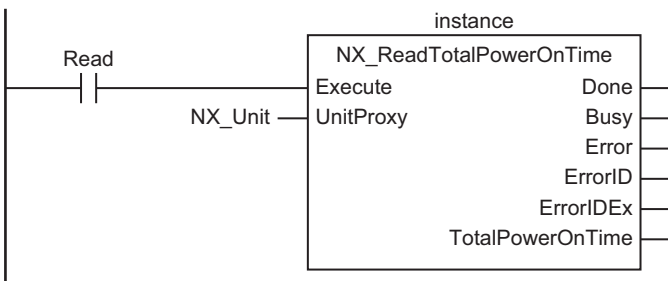 instance
Read
NX_ReadTotalPowerOnTime
Execute Done
NX_Unit UnitProxy Busy
Error
ErrorID
ErrorIDEx
TotalPowerOnTime